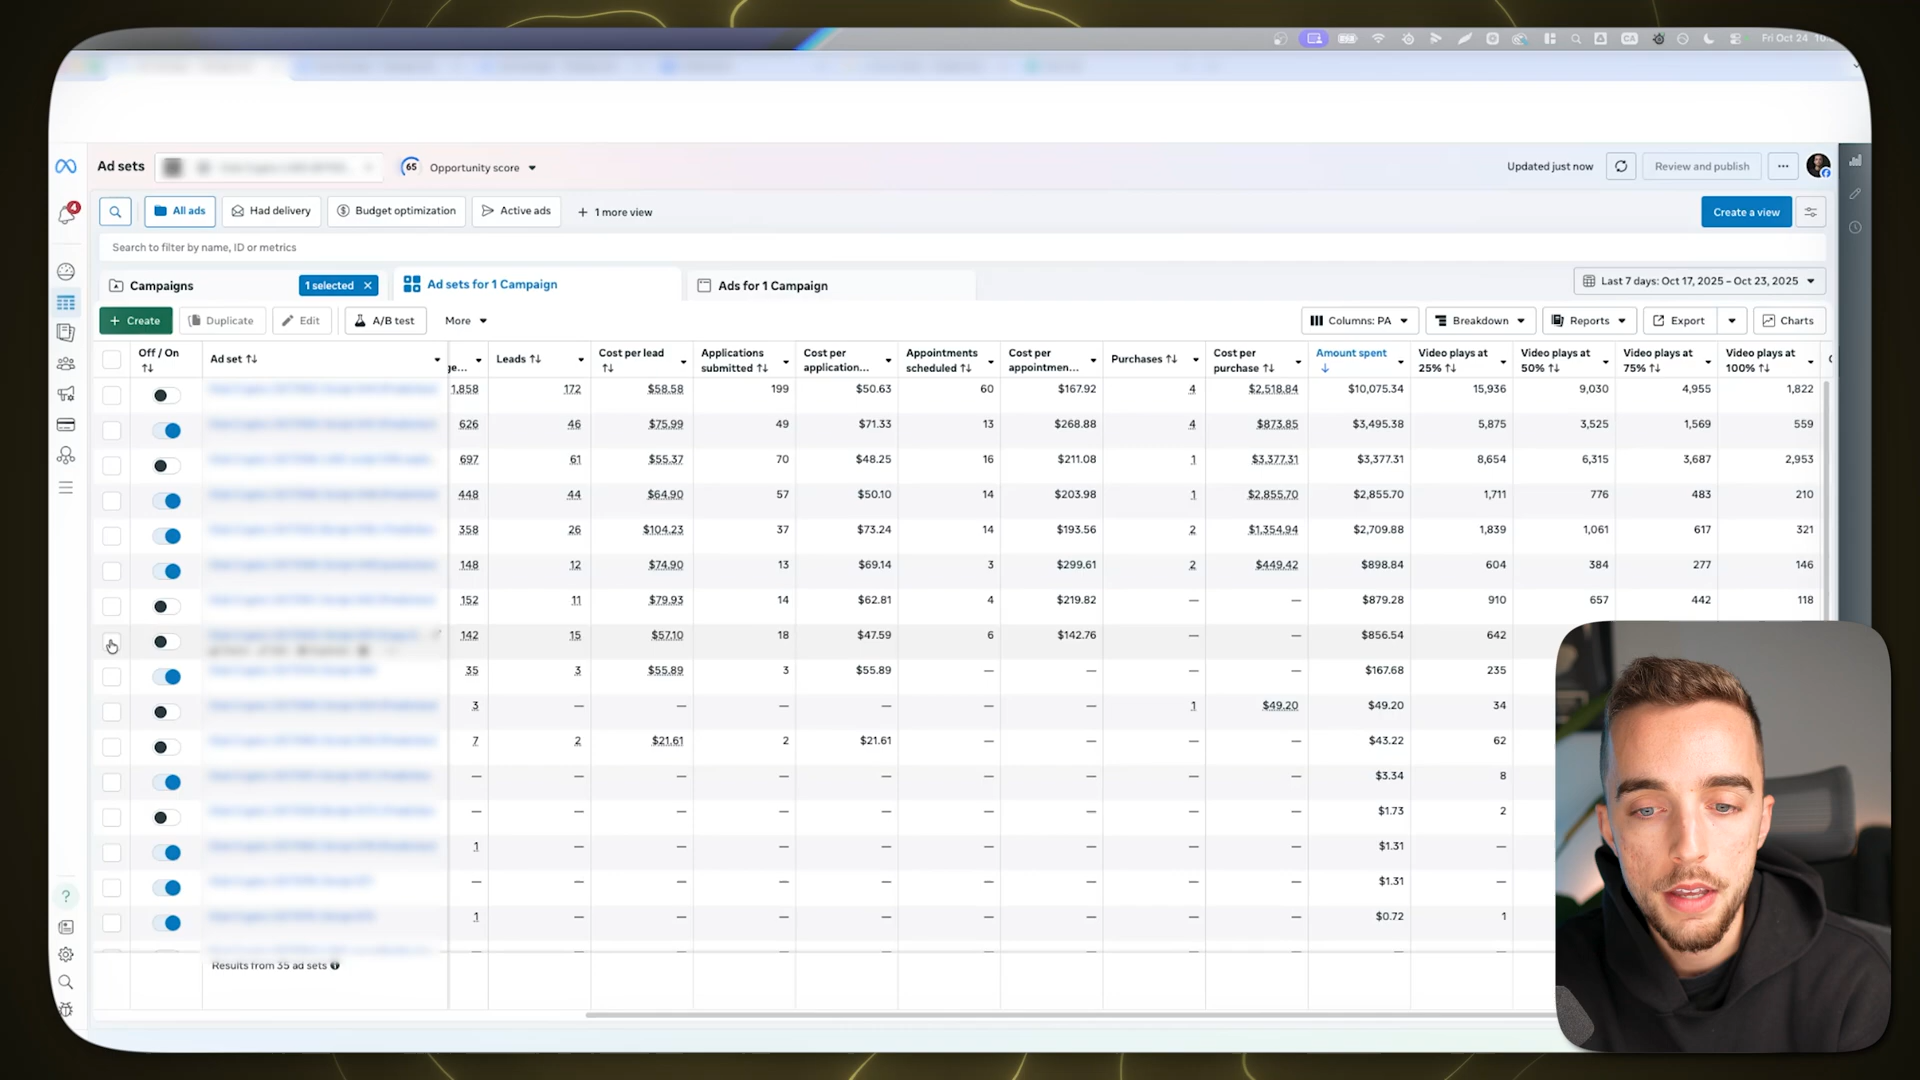 Fri Oct 24
Ad sets
65 Opportunity score
Updated just now
Review and publish
4
All ads
Had delivery
Budget optimization
Active ads
+ 1 more view
Create a view
Search to filter by name, ID or metrics
Campaigns
1 selected
Ad sets for 1 Campaign
Ads for 1 Campaign
Last 7 days: Oct 17, 2025 – Oct 23, 2025
+ Create
Duplicate
Edit
A/B test
More
Columns: PA
Breakdown
Reports
Export
Charts
Off / On
Ad set
ge...
Leads
Cost per lead
Applications submitted
Cost per application...
Appointments scheduled
Cost per appointmen...
Purchases
Cost per purchase
Amount spent
Video plays at 25%
Video plays at 50%
Video plays at 75%
Video plays at 100%
1,858 172 $58.58 199 $50.63 60 $167.92 4 $2,518.84 $10,075.34 15,936 9,030 4,955 1,822
626 46 $75.99 49 $71.33 13 $268.88 4 $873.85 $3,495.38 5,875 3,525 1,569 559
697 61 $55.37 70 $48.25 16 $211.08 1 $3,377.31 $3,377.31 8,654 6,315 3,687 2,953
448 44 $64.90 57 $50.10 14 $203.98 1 $2,855.70 $2,855.70 1,711 776 483 210
358 26 $104.23 37 $73.24 14 $193.56 2 $1,354.94 $2,709.88 1,839 1,061 617 321
148 12 $74.90 13 $69.14 3 $299.61 2 $449.42 $898.84 604 384 277 146
152 11 $79.93 14 $62.81 4 $219.82 — — $879.28 910 657 442 118
142 15 $57.10 18 $47.59 6 $142.76 — — $856.54 642
35 3 $55.89 3 $55.89 — — — — $167.68 235
3 — — — — — — 1 $49.20 $49.20 34
7 2 $21.61 2 $21.61 — — — — $43.22 62
— — — — — — — — — $3.34 8
— — — — — — — — — $1.73 2
1 — — — — — — — — $1.31 —
— — — — — — — — — $1.31 —
1 — — — — — — — — $0.72 1
Results from 35 ad sets